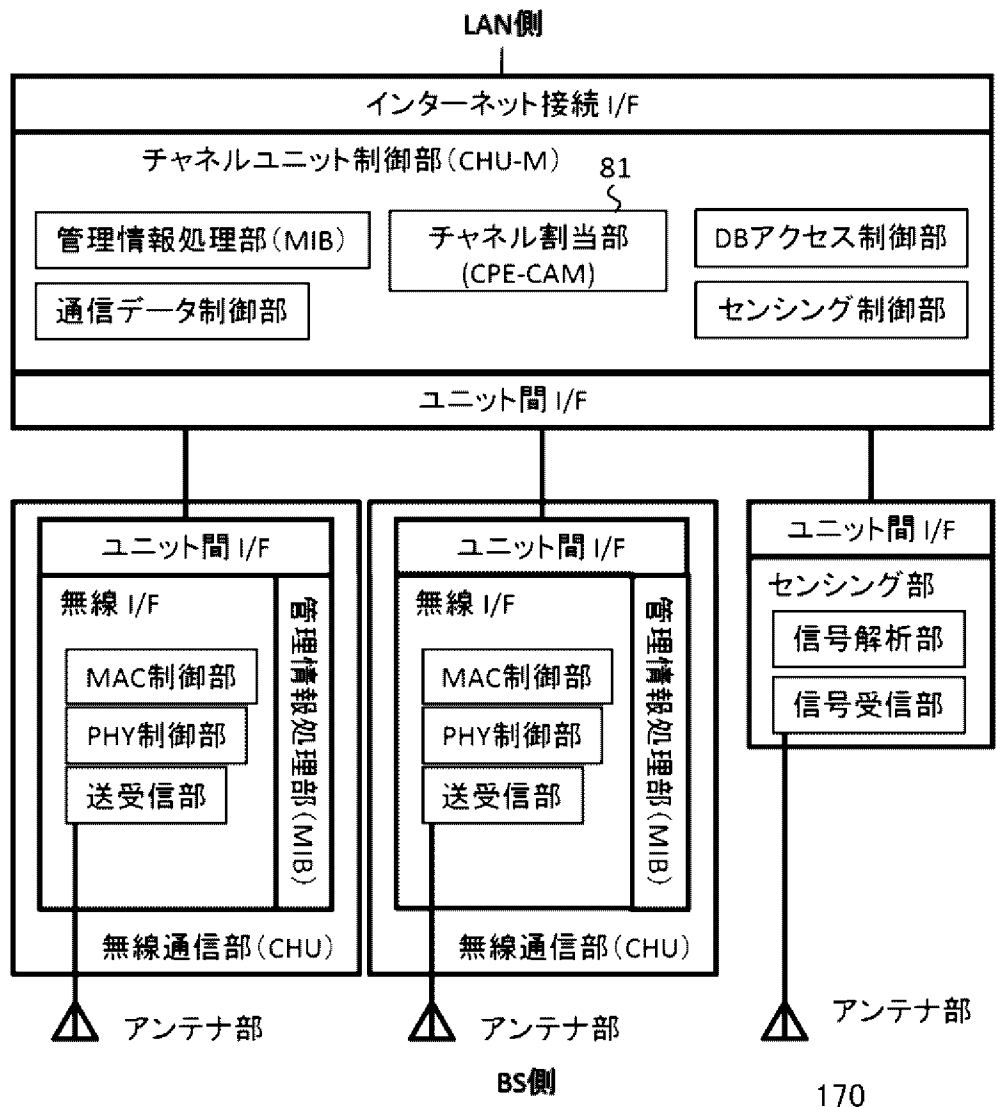 LAN側
インターネット接続 I/F
チャネルユニット制御部(CHU-M)
81
管理情報処理部(MIB)
チャネル割当部
(CPE-CAM)
DBアクセス制御部
通信データ制御部
センシング制御部
ユニット間 I/F
ユニット間 I/F
無線 I/F
MAC制御部
PHY制御部
送受信部
管理情報処理部(MIB)
無線通信部(CHU)
アンテナ部
ユニット間 I/F
無線 I/F
MAC制御部
PHY制御部
送受信部
管理情報処理部(MIB)
無線通信部(CHU)
アンテナ部
ユニット間 I/F
センシング部
信号解析部
信号受信部
アンテナ部
BS側
170